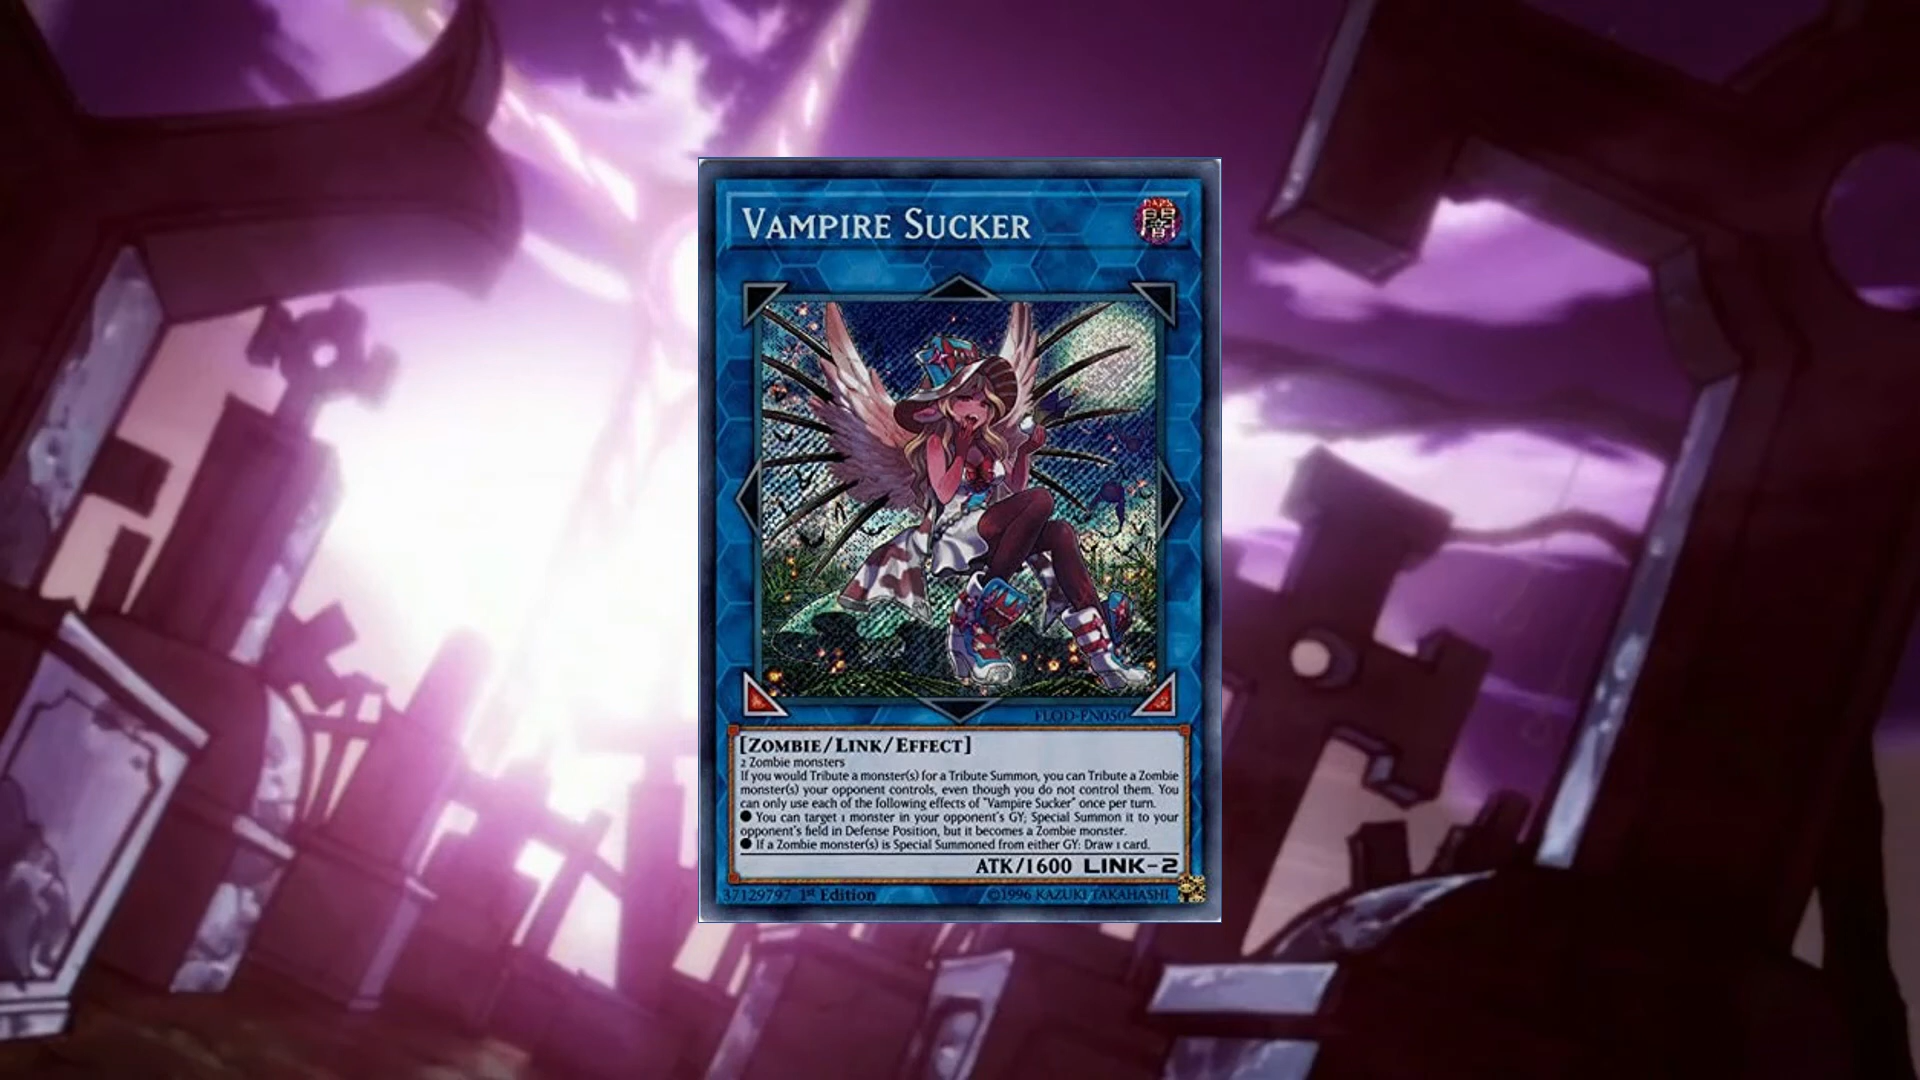 VAMPIRE SUCKER
DARK
闇
FLOD-EN050
[ZOMBIE/LINK/EFFECT]
2 Zombie monsters
If you would Tribute a monster(s) for a Tribute Summon, you can Tribute a Zombie
monster(s) your opponent controls, even though you do not control them. You
can only use each of the following effects of "Vampire Sucker" once per turn.
● You can target 1 monster in your opponent's GY; Special Summon it to your
opponent's field in Defense Position, but it becomes a Zombie monster.
● If a Zombie monster(s) is Special Summoned from either GY: Draw 1 card.
ATK/1600 LINK-2
37129797 1st Edition ©1996 KAZUKI TAKAHASHI